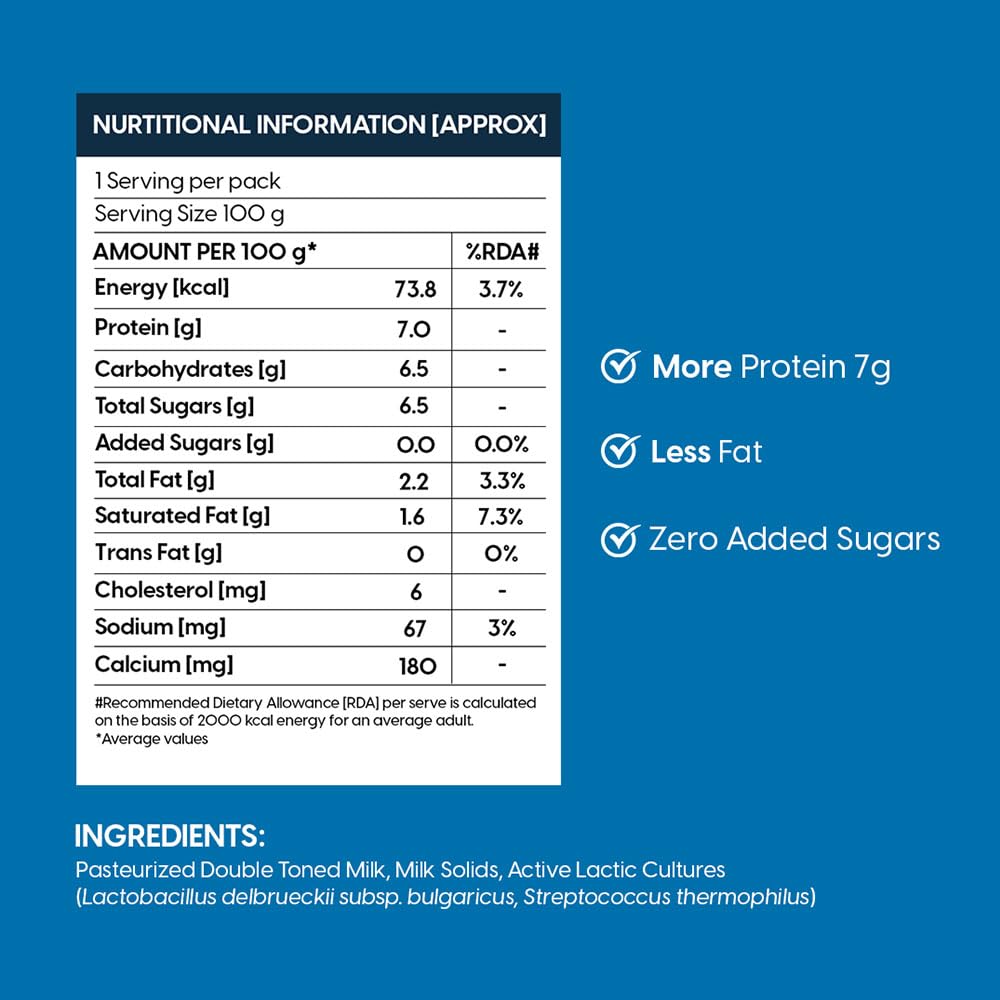 NURTITIONAL INFORMATION [APPROX]
1 Serving per pack
Serving Size 100 g
AMOUNT PER 100 g* %RDA#
Energy [kcal] 73.8 3.7%
Protein [g] 7.0 -
Carbohydrates [g] 6.5 -
Total Sugars [g] 6.5 -
Added Sugars [g] 0.0 0.0%
Total Fat [g] 2.2 3.3%
Saturated Fat [g] 1.6 7.3%
Trans Fat [g] 0 0%
Cholesterol [mg] 6 -
Sodium [mg] 67 3%
Calcium [mg] 180 -
#Recommended Dietary Allowance [RDA] per serve is calculated
on the basis of 2000 kcal energy for an average adult.
*Average values
More Protein 7g
Less Fat
Zero Added Sugars
INGREDIENTS:
Pasteurized Double Toned Milk, Milk Solids, Active Lactic Cultures
(Lactobacillus delbrueckii subsp. bulgaricus, Streptococcus thermophilus)